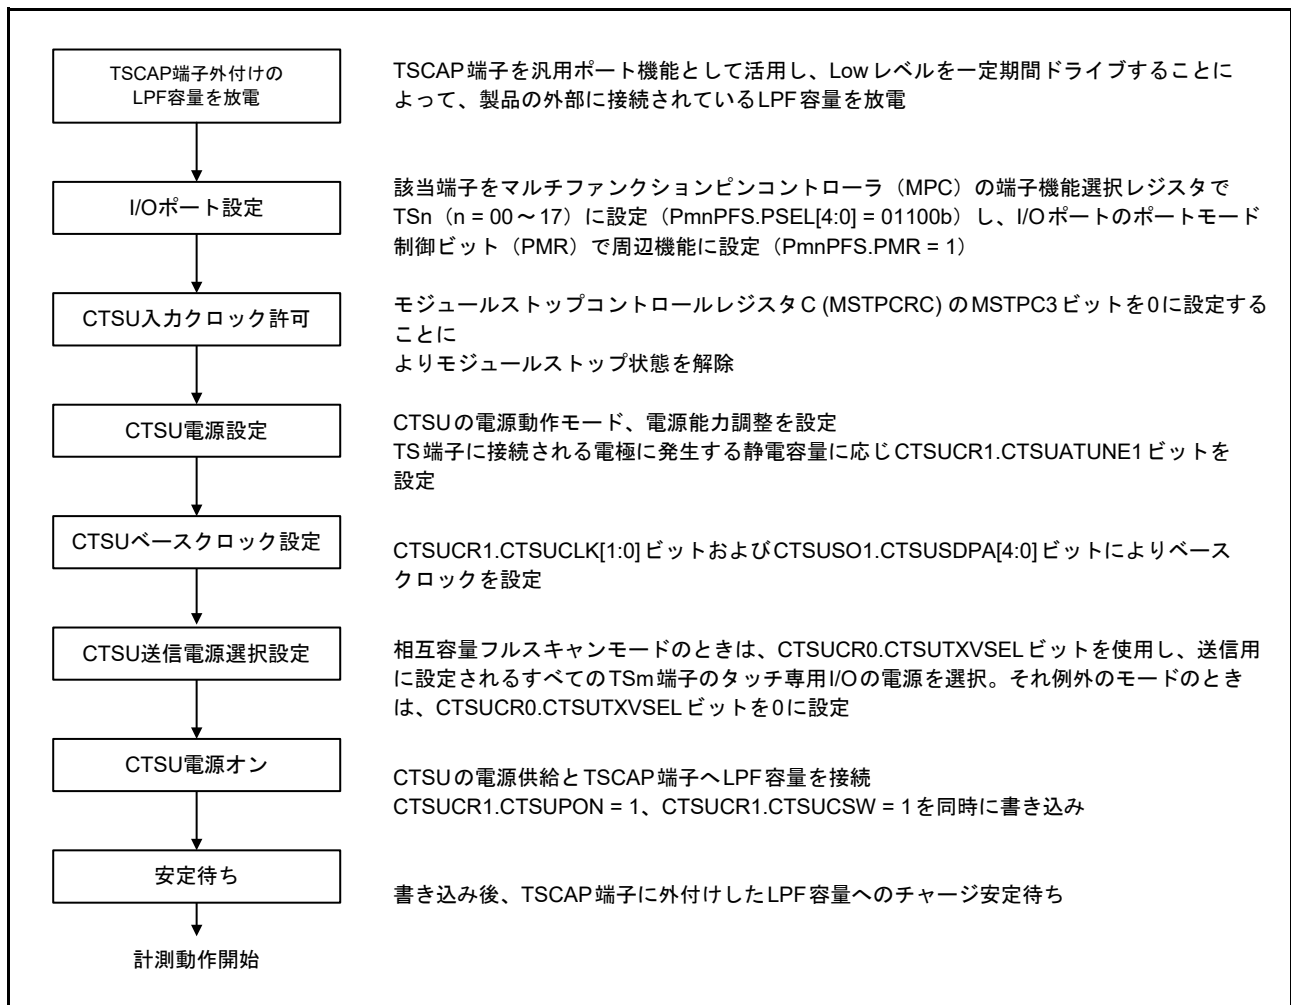 TSCAP端子外付けの
LPF容量を放電
TSCAP端子を汎用ポート機能として活用し、Lowレベルを一定期間ドライブすることに
よって、製品の外部に接続されているLPF容量を放電
I/Oポート設定
該当端子をマルチファンクションピンコントローラ（MPC）の端子機能選択レジスタで
TSn（n = 00～17）に設定（PmnPFS.PSEL[4:0] = 01100b）し、I/Oポートのポートモード
制御ビット（PMR）で周辺機能に設定（PmnPFS.PMR = 1）
CTSU入力クロック許可
モジュールストップコントロールレジスタC (MSTPCRC) のMSTPC3ビットを0に設定する
ことに
よりモジュールストップ状態を解除
CTSU電源設定
CTSUの電源動作モード、電源能力調整を設定
TS端子に接続される電極に発生する静電容量に応じCTSUCR1.CTSUATUNE1ビットを
設定
CTSUベースクロック設定
CTSUCR1.CTSUCLK[1:0]ビットおよびCTSUSO1.CTSUSDPA[4:0]ビットによりベース
クロックを設定
CTSU送信電源選択設定
相互容量フルスキャンモードのときは、CTSUCR0.CTSUTXVSELビットを使用し、送信用
に設定されるすべてのTSm端子のタッチ専用I/Oの電源を選択。それ例外のモードのとき
は、CTSUCR0.CTSUTXVSELビットを0に設定
CTSU電源オン
CTSUの電源供給とTSCAP端子へLPF容量を接続
CTSUCR1.CTSUPON = 1、CTSUCR1.CTSUCSW = 1を同時に書き込み
安定待ち
書き込み後、TSCAP端子に外付けしたLPF容量へのチャージ安定待ち
計測動作開始